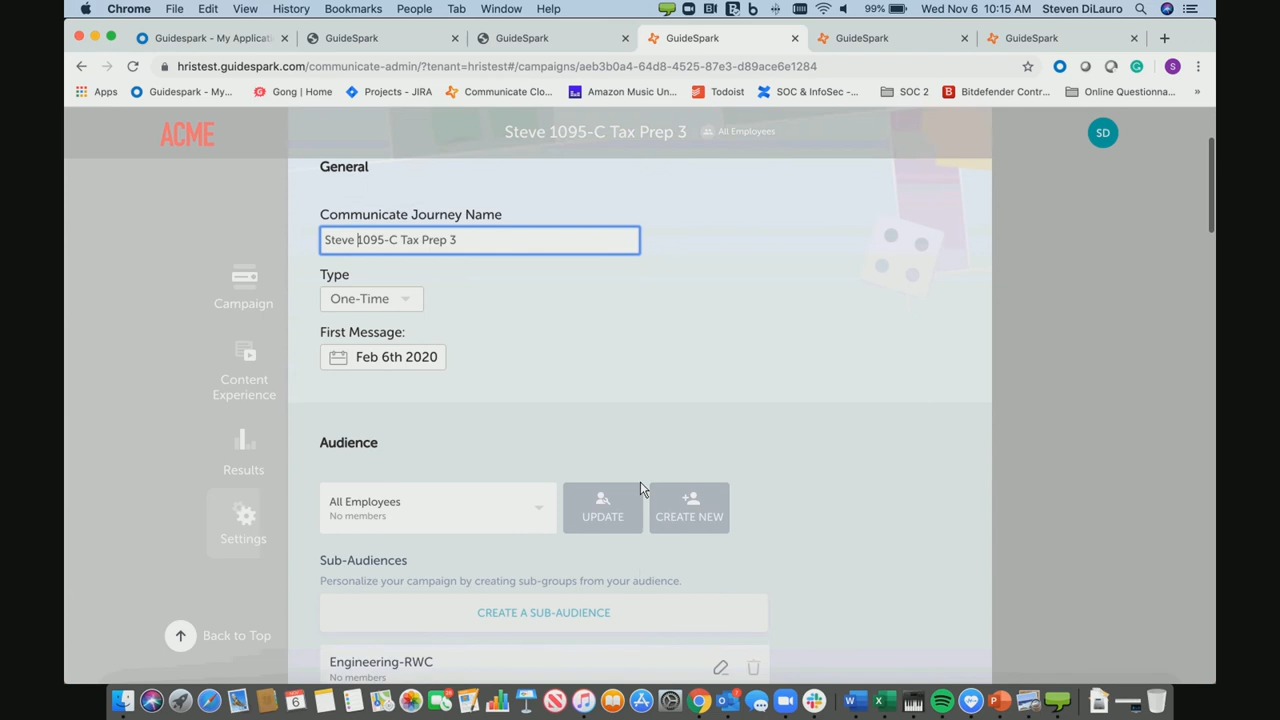 Chrome File Edit View History Bookmarks People Tab Window Help 99% Wed Nov 6 10:15 AM Steven DiLauro
Guidespark - My Applicati GuideSpark GuideSpark GuideSpark GuideSpark GuideSpark
hristest.guidespark.com/communicate-admin/?tenant=hristest#/campaigns/aeb3b0a4-64d8-4525-87e3-d89ace6e1284 S
Apps Guidespark - My... Gong | Home Projects - JIRA Communicate Clo... Amazon Music Un... Todoist SOC & InfoSec -... SOC 2 Bitdefender Contr... Online Questionna... »
ACME Steve 1095-C Tax Prep 3 All Employees SD
General
Communicate Journey Name
Steve 1095-C Tax Prep 3
Type
One-Time
First Message:
Feb 6th 2020
Campaign
Content
Experience
Results
Settings
Back to Top
Audience
All Employees
No members
UPDATE
CREATE NEW
Sub-Audiences
Personalize your campaign by creating sub-groups from your audience.
CREATE A SUB-AUDIENCE
Engineering-RWC
No members